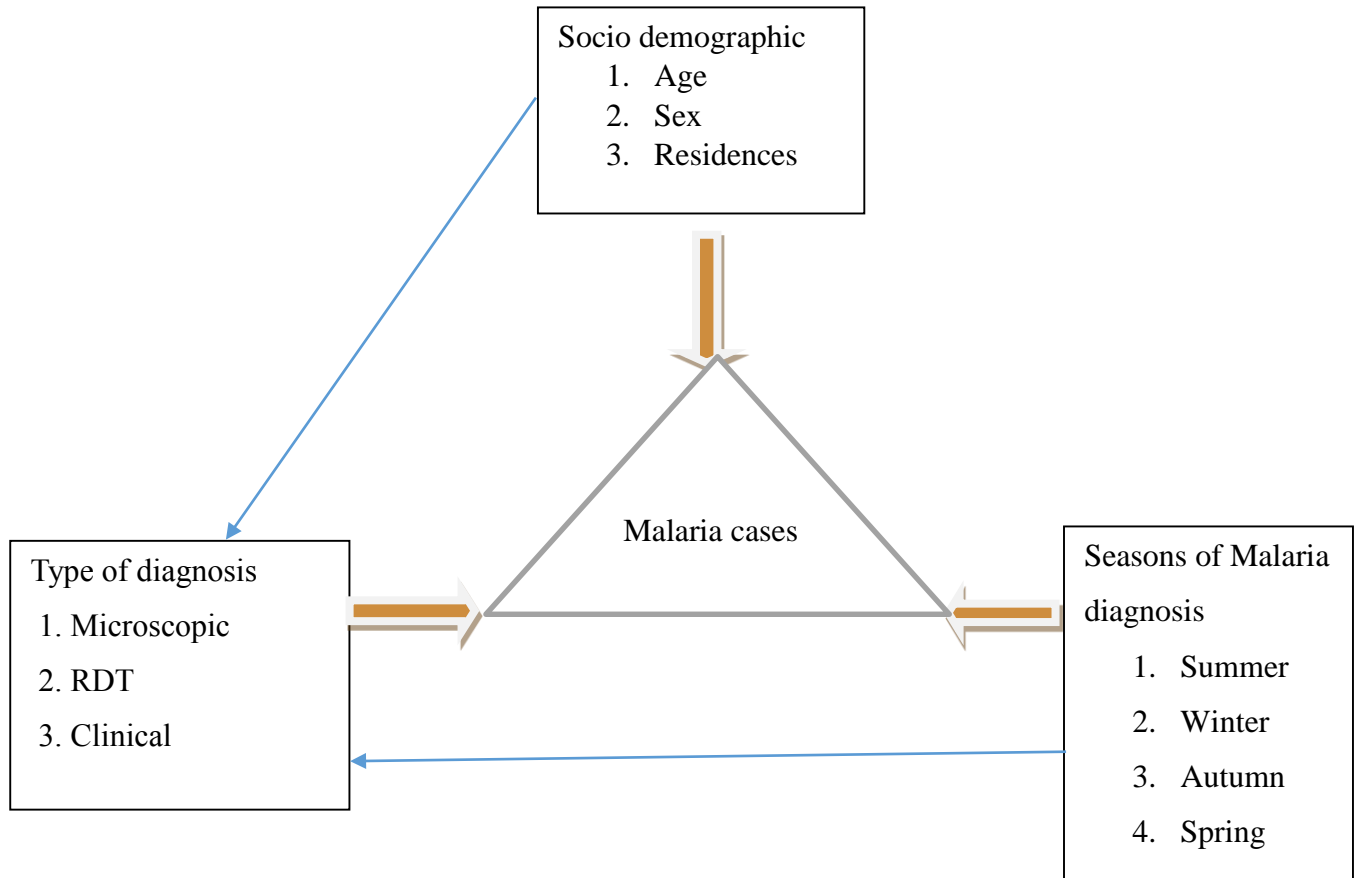 Socio demographic
1. Age
2. Sex
3. Residences
Malaria cases
Type of diagnosis
1. Microscopic
2. RDT
3. Clinical
Seasons of Malaria
diagnosis
1. Summer
2. Winter
3. Autumn
4. Spring